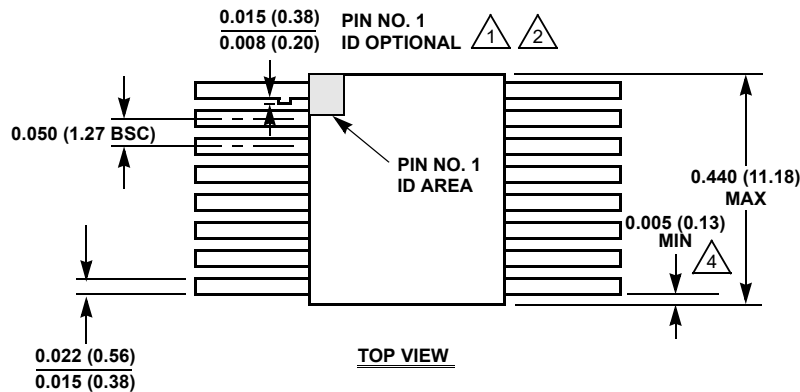 0.015 (0.38)
0.008 (0.20)
PIN NO. 1
ID OPTIONAL
1
2
0.050 (1.27 BSC)
PIN NO. 1
ID AREA
0.440 (11.18)
MAX
0.005 (0.13)
MIN
4
0.022 (0.56)
0.015 (0.38)
TOP VIEW